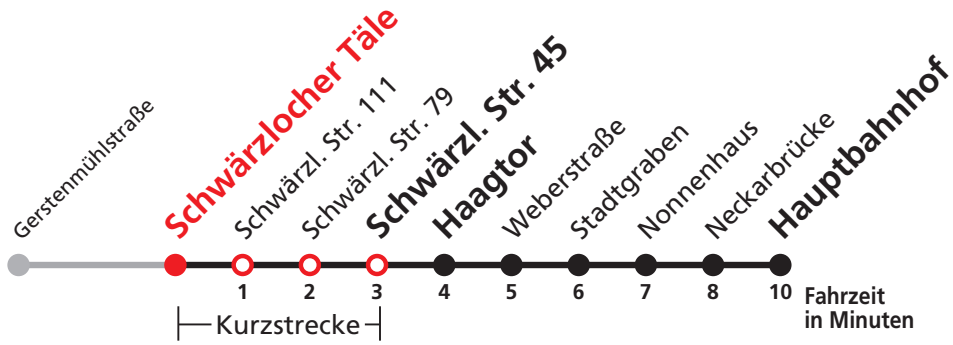 Gerstenmühlstraße
Schwärzlocher Täle
Schwärzl. Str. 111
Schwärzl. Str. 79
Schwärzl. Str. 45
Haagtor
Weberstraße
Stadtgraben
Nonnenhaus
Neckarbrücke
Hauptbahnhof
1 2 3 4 5 6 7 8 10 Fahrzeit
in Minuten
Kurzstrecke